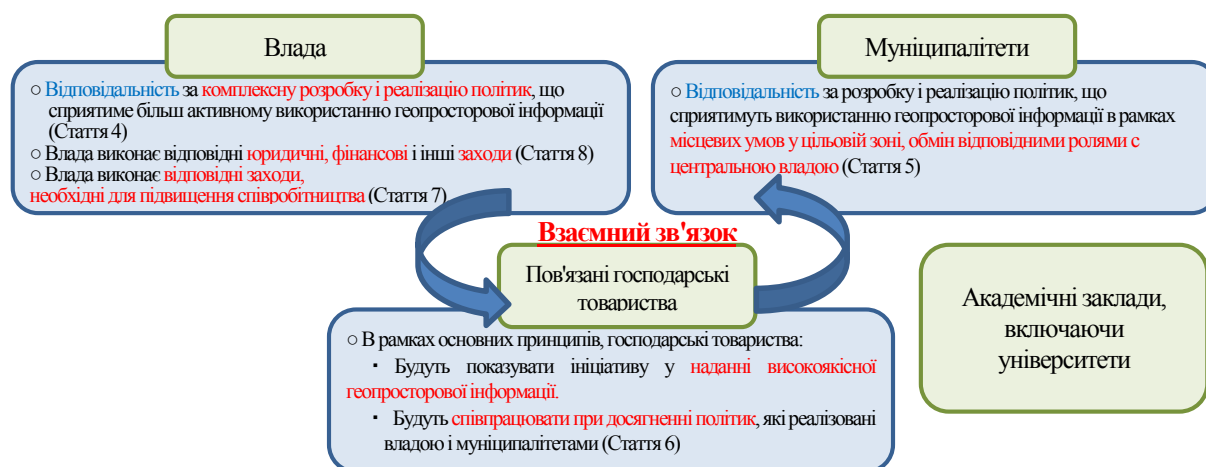 Влада
○ Відповідальність за комплексну розробку і реалізацію політик, що
сприятиме більш активному використанню геопросторової інформації
(Стаття 4)
○ Влада виконає відповідні юридичні, фінансові і інші заходи (Стаття 8)
○ Влада виконає відповідні заходи,
необхідні для підвищення співробітництва (Стаття 7)
Муніципалітети
○ Відповідальність за розробку і реалізацію політик, що
сприятимуть використанню геопросторової інформації в рамках
місцевих умов у цільовій зоні, обмін відповідними ролями с
центральною владою (Стаття 5)
Взаємний зв'язок
Пов'язані господарські
товариства
○ В рамках основних принципів, господарські товариства:
・ Будуть показувати ініціативу у наданні високоякісної
геопросторової інформації.
・ Будуть співпрацювати при досягненні політик, які реалізовані
владою і муніципалітетами (Стаття 6)
Академічні заклади,
включаючи
університети